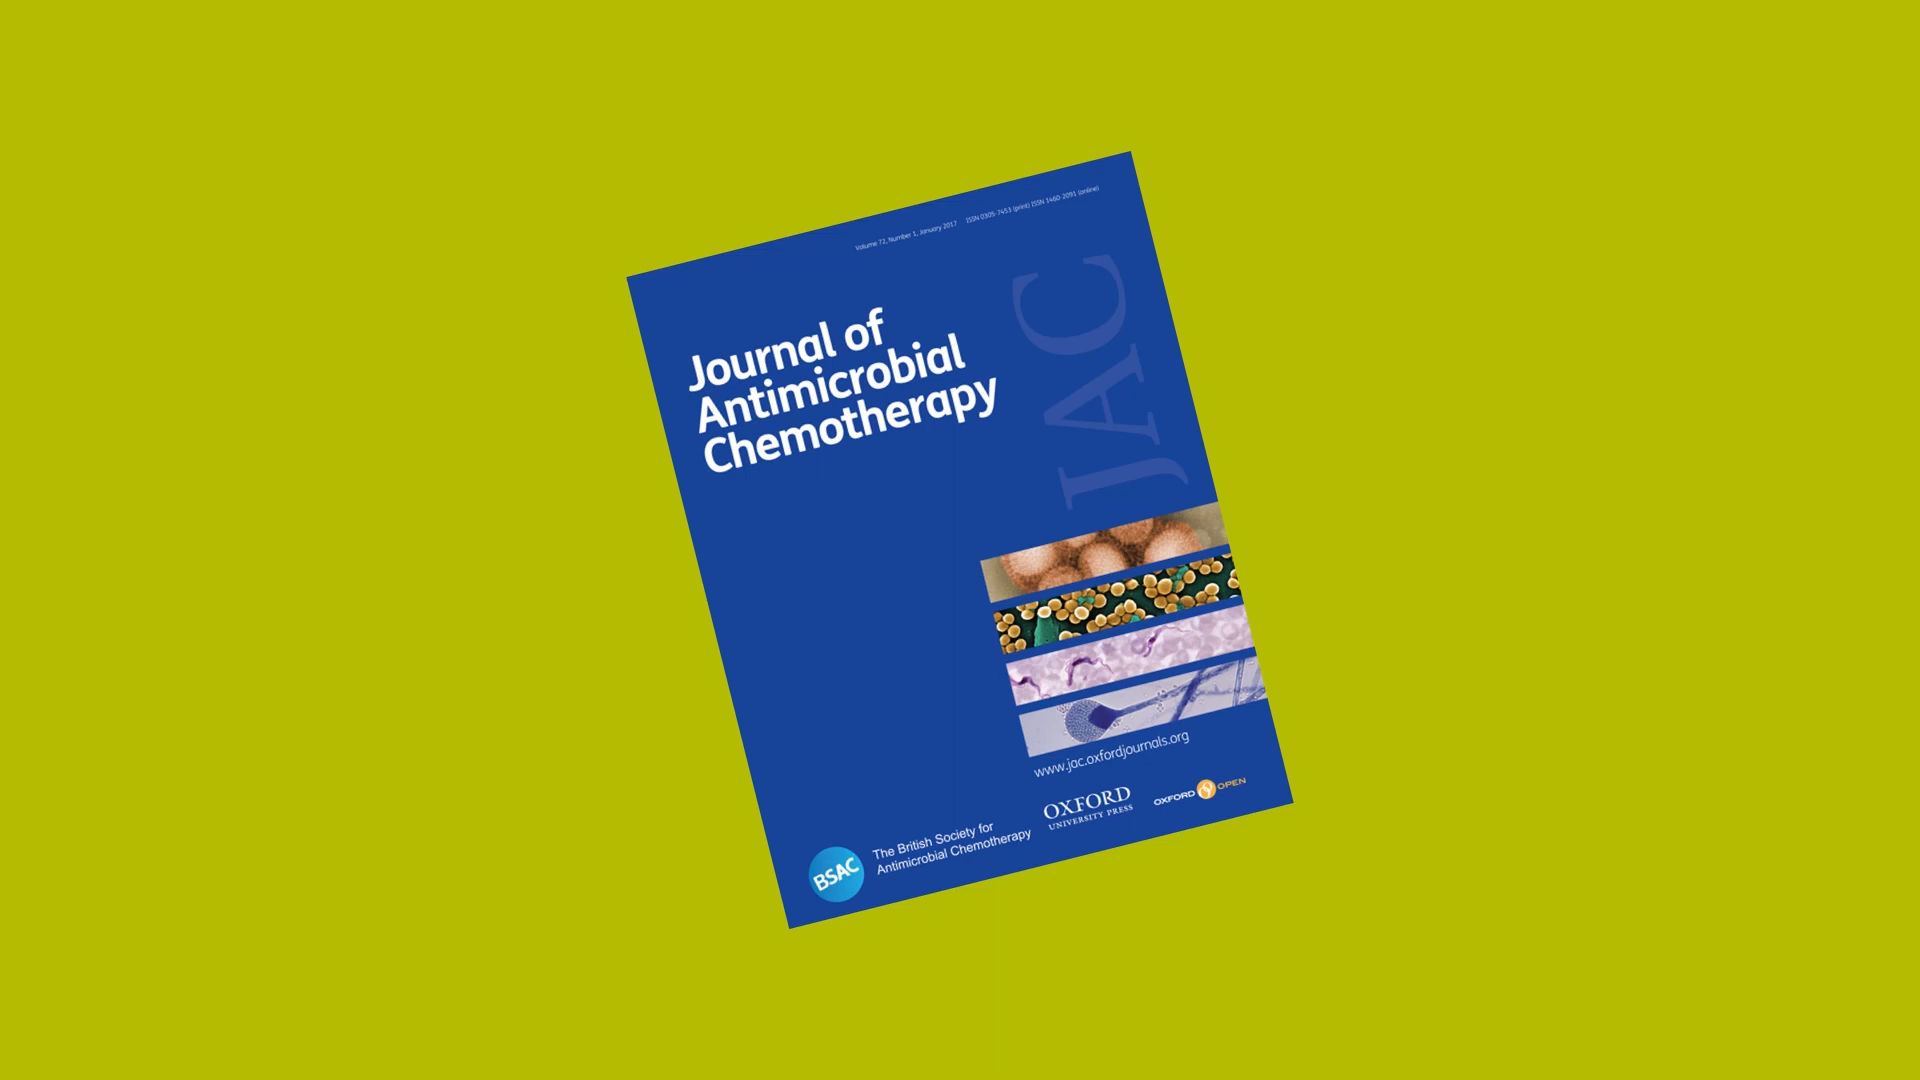 Volume 72, Number 1, January 2017 ISSN 0305-7453 (print) ISSN 1460-2091 (online)
JAC
Journal of
Antimicrobial
Chemotherapy
www.jac.oxfordjournals.org
BSAC
The British Society for
Antimicrobial Chemotherapy
OXFORD
UNIVERSITY PRESS
OXFORD OPEN